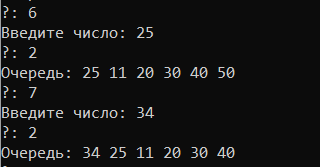 ?: 6
Введите число: 25
?: 2
Очередь: 25 11 20 30 40 50
?: 7
Введите число: 34
?: 2
Очередь: 34 25 11 20 30 40